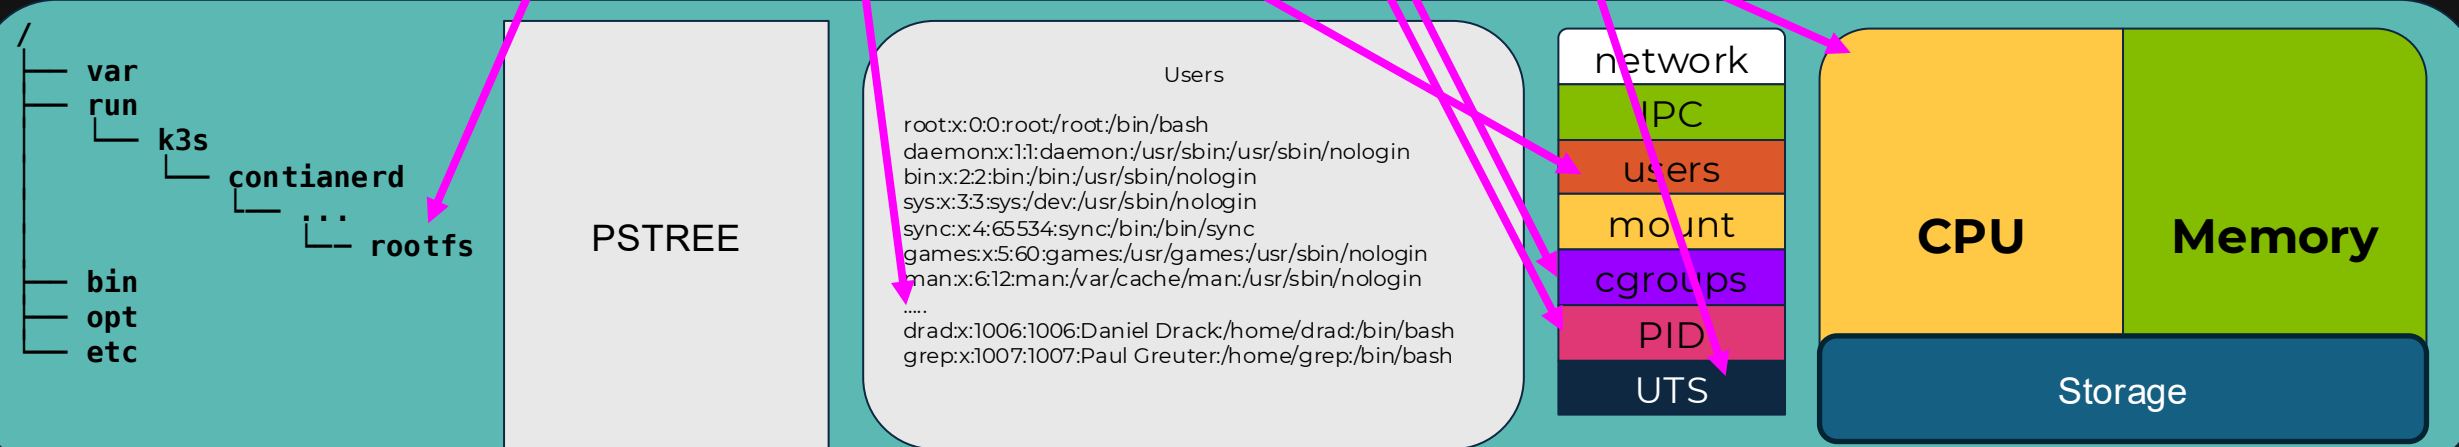 /
var
run
k3s
contianerd
...
rootfs
bin
opt
etc
PSTREE
Users
root:x:0:0:root:/root:/bin/bash
daemon:x:1:1:daemon:/usr/sbin:/usr/sbin/nologin
bin:x:2:2:bin:/bin:/usr/sbin/nologin
sys:x:3:3:sys:/dev:/usr/sbin/nologin
sync:x:4:65534:sync:/bin:/bin/sync
games:x:5:60:games:/usr/games:/usr/sbin/nologin
man:x:6:12:man:/var/cache/man:/usr/sbin/nologin
.....
drad:x:1006:1006:Daniel Drack:/home/drad:/bin/bash
grep:x:1007:1007:Paul Greuter:/home/grep:/bin/bash
network
IPC
users
mount
cgroups
PID
UTS
CPU
Memory
Storage